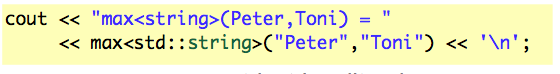 cout << "max<string>(Peter,Toni) = "
<< max<std::string>("Peter","Toni") << '\n';